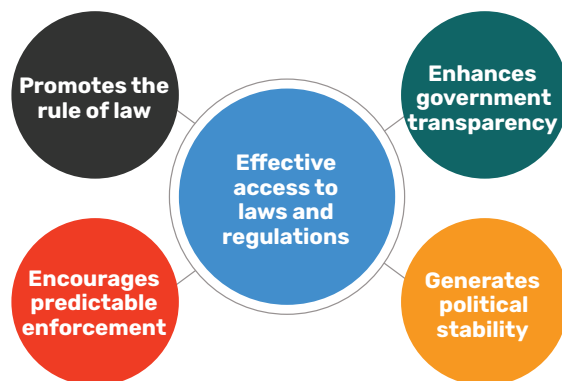 Promotes the
rule of law
Enhances
government
transparency
Effective
access to
laws and
regulations
Encourages
predictable
enforcement
Generates
political
stability